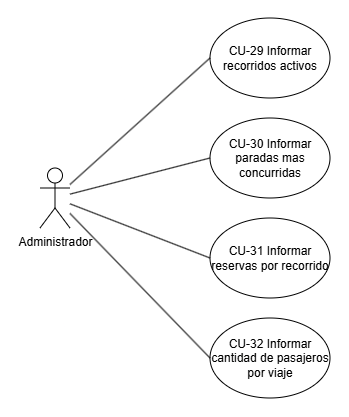 CU-29 Informar
recorridos activos
CU-30 Informar
paradas mas
concurridas
Administrador
CU-31 Informar
reservas por recorrido
CU-32 Informar
cantidad de pasajeros
por viaje